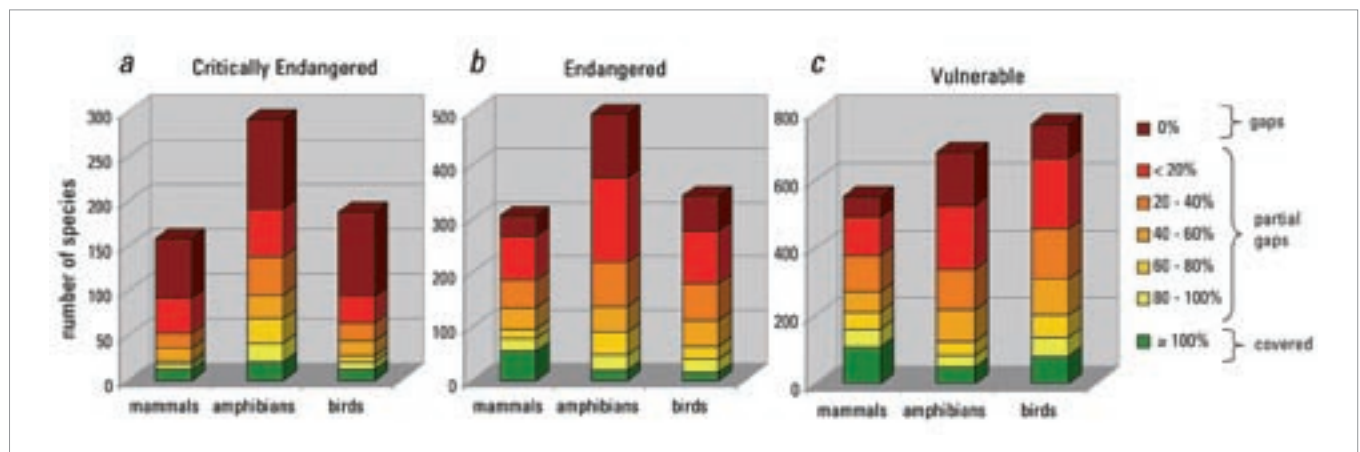 a Critically Endangered
number of species
300
250
200
150
100
50
0
mammals amphibians birds
b Endangered
500
400
300
200
100
0
mammals amphibians birds
c Vulnerable
800
600
400
200
0
mammals amphibians birds
0% gaps
< 20%
20 - 40%
40 - 60%
60 - 80%
80 - 100%
partial
gaps
≥ 100% covered